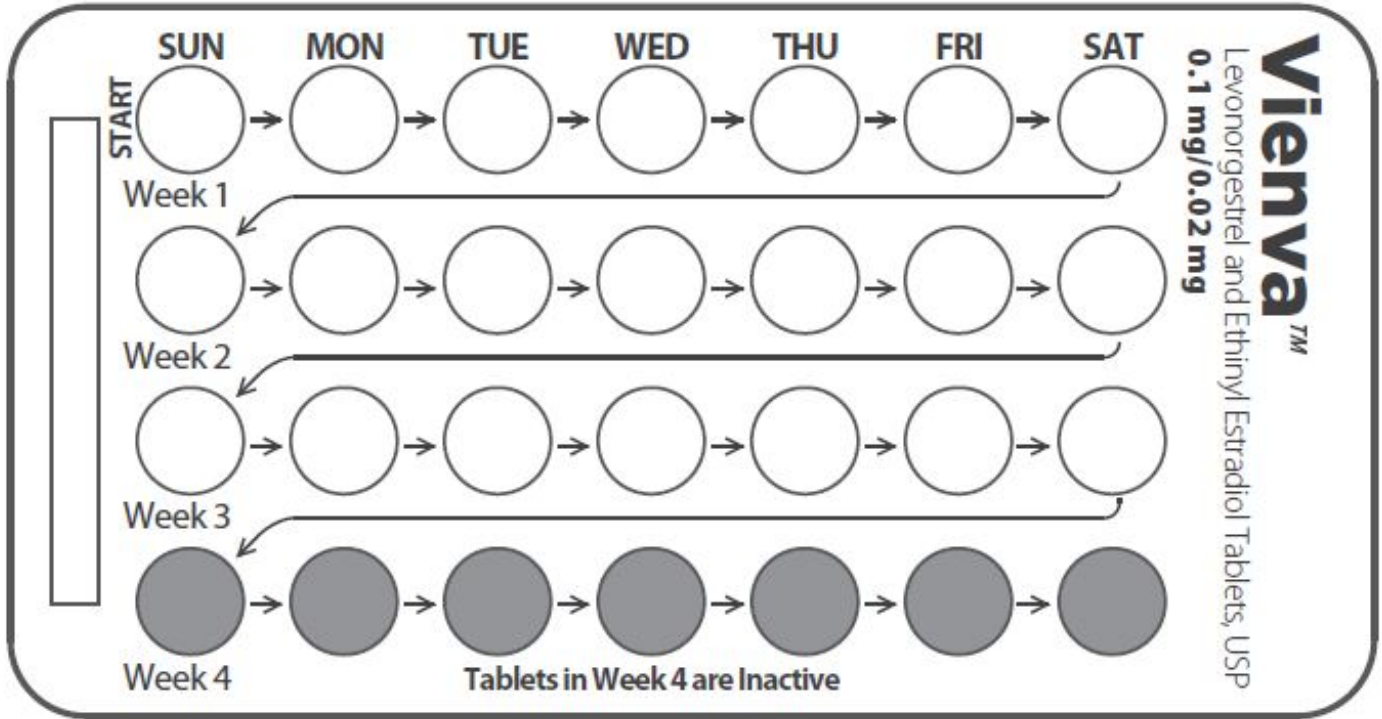 SUN MON TUE WED THU FRI SAT
START
Week 1
Week 2
Week 3
Week 4
Tablets in Week 4 are Inactive
Vienva™
Levonorgestrel and Ethinyl Estradiol Tablets, USP
0.1 mg/0.02 mg